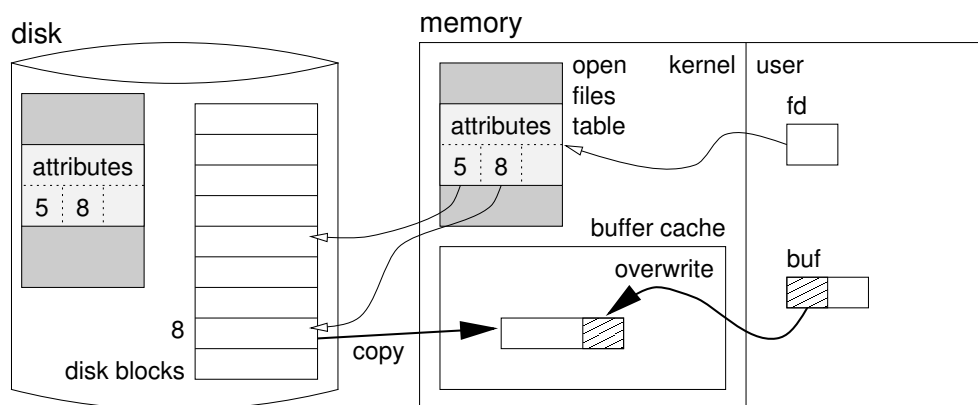 disk
memory
open
files
table
kernel
user
fd
attributes
5 8
attributes
5 8
buffer cache
overwrite
buf
8
copy
disk blocks